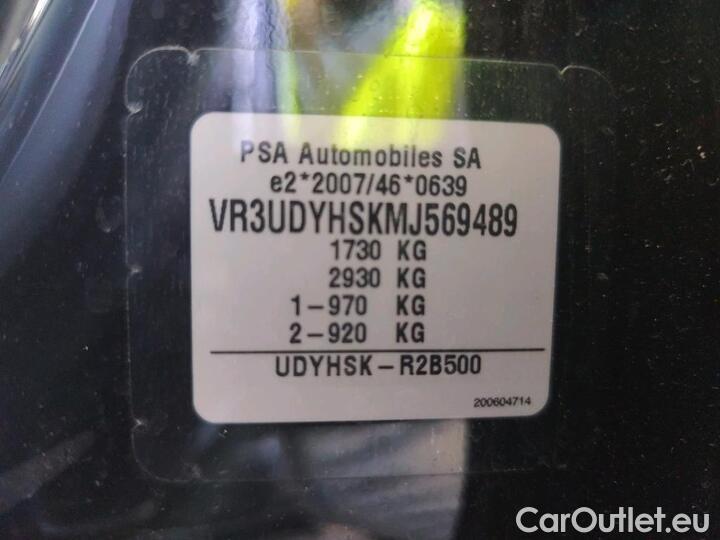 PSA Automobiles SA
e2*2007/46*0639
VR3UDYHSKMJ569489
1730 KG
2930 KG
1-970 KG
2-920 KG
UDYHSK-R2B500
200604714
CarOutlet.eu